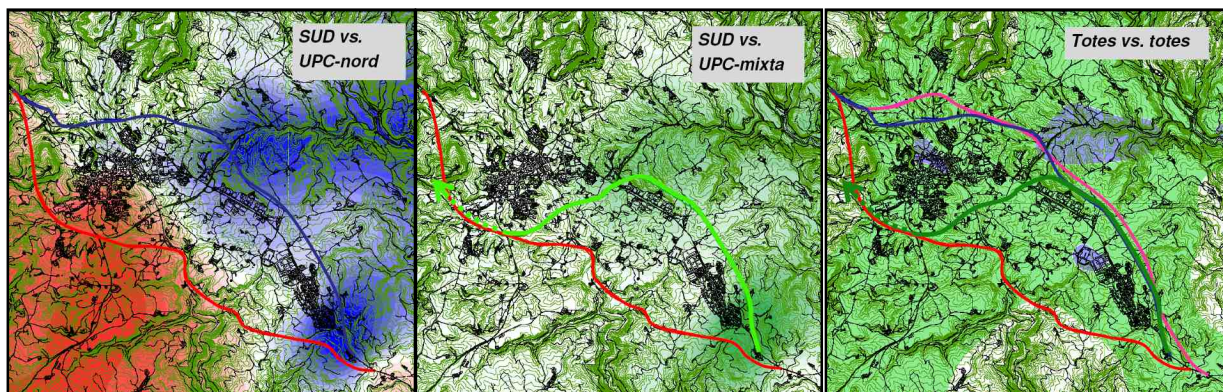 SUD vs.
UPC-nord
SUD vs.
UPC-mixta
Totes vs. totes